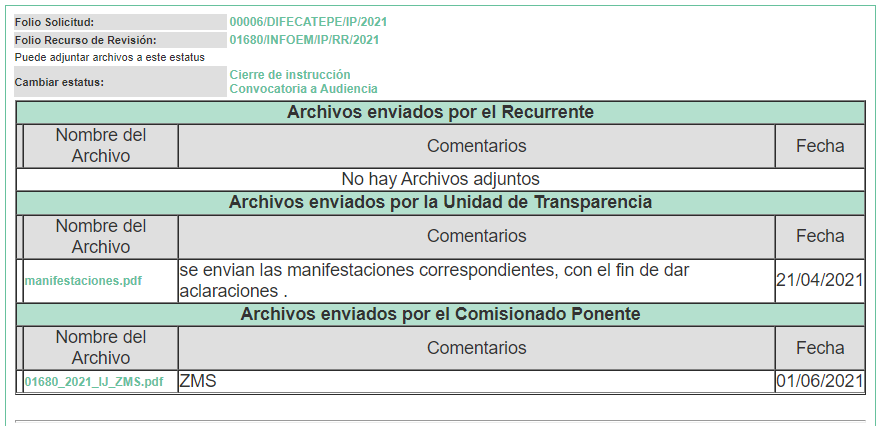 Folio Solicitud: 00006/DIFECATEPE/IP/2021
Folio Recurso de Revisión: 01680/INFOEM/IP/RR/2021
Puede adjuntar archivos a este estatus
Cambiar estatus: Cierre de instrucción
Convocatoria a Audiencia
Archivos enviados por el Recurrente
Nombre del
Archivo
Comentarios
Fecha
No hay Archivos adjuntos
Archivos enviados por la Unidad de Transparencia
Nombre del
Archivo
Comentarios
Fecha
manifestaciones.pdf
se envian las manifestaciones correspondientes, con el fin de dar
aclaraciones .
21/04/2021
Archivos enviados por el Comisionado Ponente
Nombre del
Archivo
Comentarios
Fecha
01680_2021_IJ_ZMS.pdf
ZMS
01/06/2021